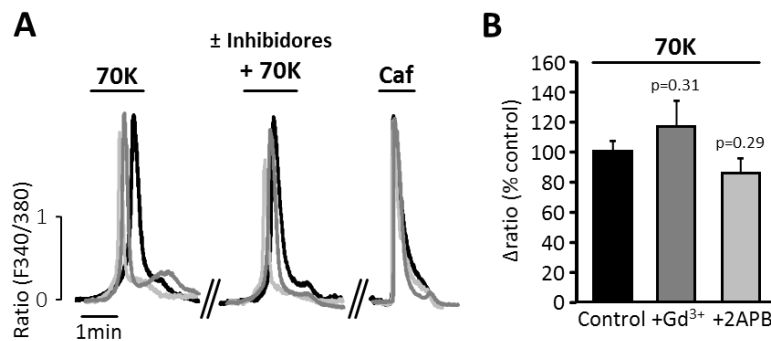 A
± Inhibidores
70K
+ 70K
Caf
Ratio (F340/380)
1
0
1min
B
70K
Δratio (% control)
160
140
120
100
80
60
40
20
0
p=0.31
p=0.29
Control
+Gd³⁺
+2APB